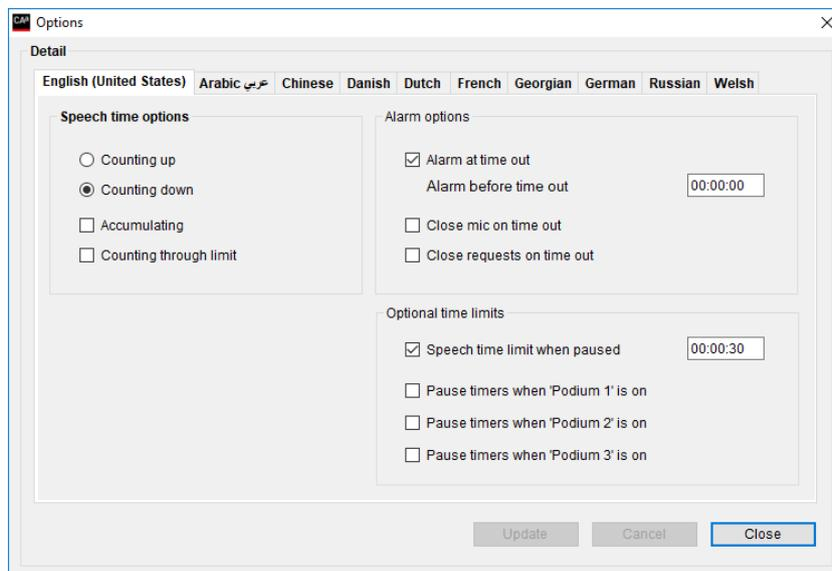 CAA Options
Detail
English (United States) Arabic عربي Chinese Danish Dutch French Georgian German Russian Welsh
Speech time options
Counting up
Counting down
Accumulating
Counting through limit
Alarm options
Alarm at time out
Alarm before time out 00:00:00
Close mic on time out
Close requests on time out
Optional time limits
Speech time limit when paused 00:00:30
Pause timers when 'Podium 1' is on
Pause timers when 'Podium 2' is on
Pause timers when 'Podium 3' is on
Update Cancel Close